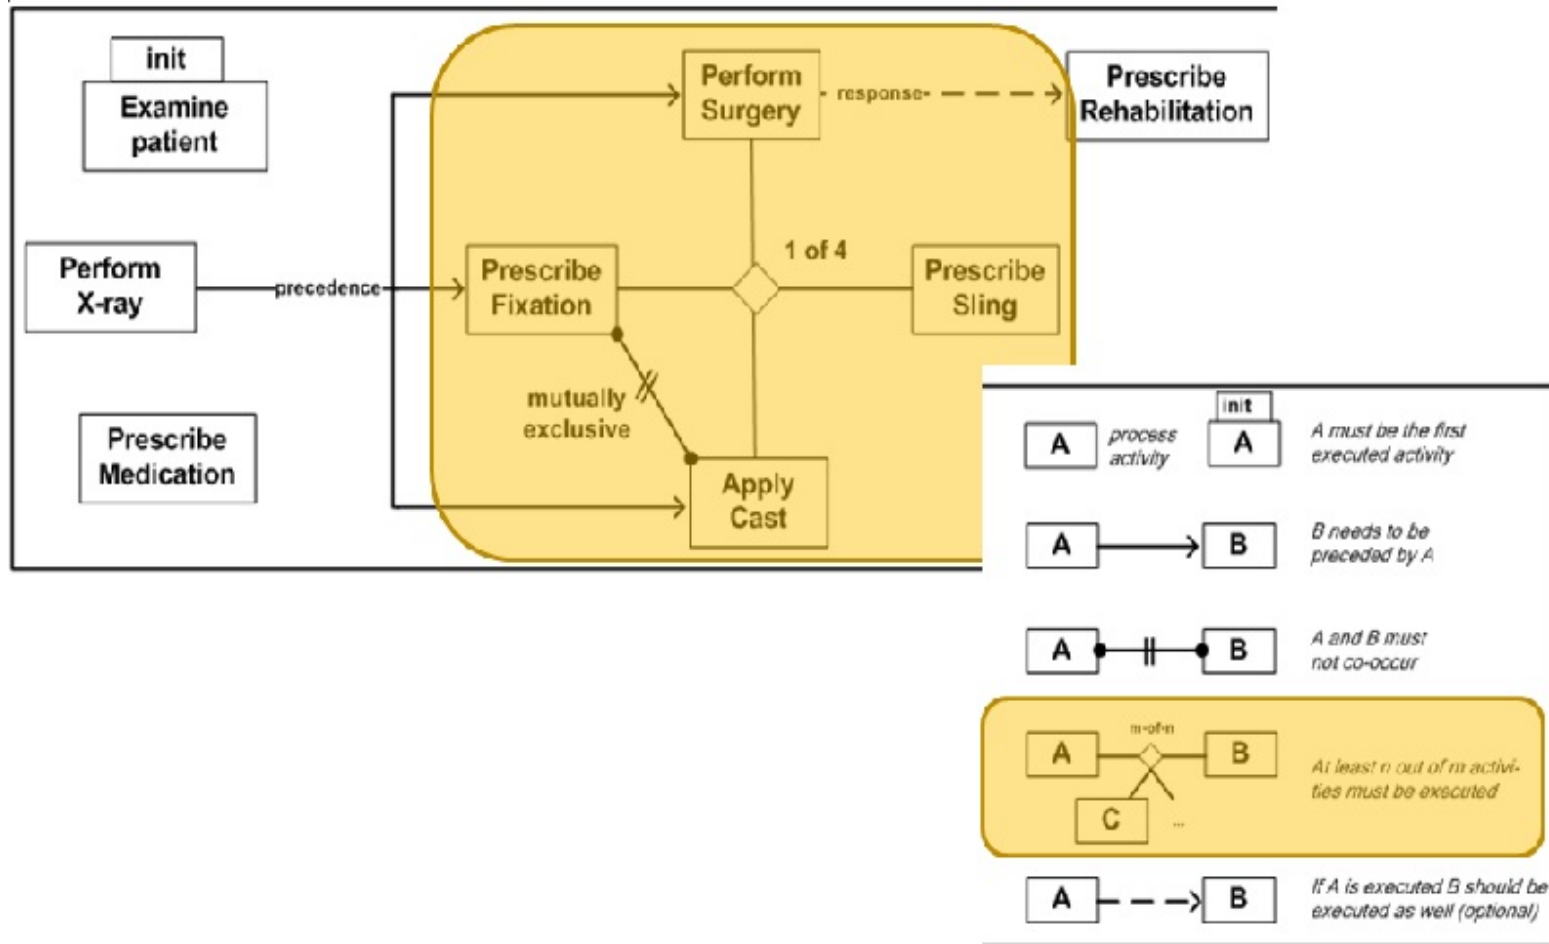 init
Examine
patient
Perform
Surgery
response
Prescribe
Rehabilitation
Perform
X-ray
precedence
Prescribe
Fixation
1 of 4
Prescribe
Sling
mutually
exclusive
Prescribe
Medication
Apply
Cast
A
process
activity
init
A
A must be the first
executed activity
A
B
B needs to be
preceded by A
A
B
A and B must
not co-occur
A
m-of-n
B
C
...
At least n out of m activi-
ties must be executed
A
B
If A is executed B should be
executed as well (optional)